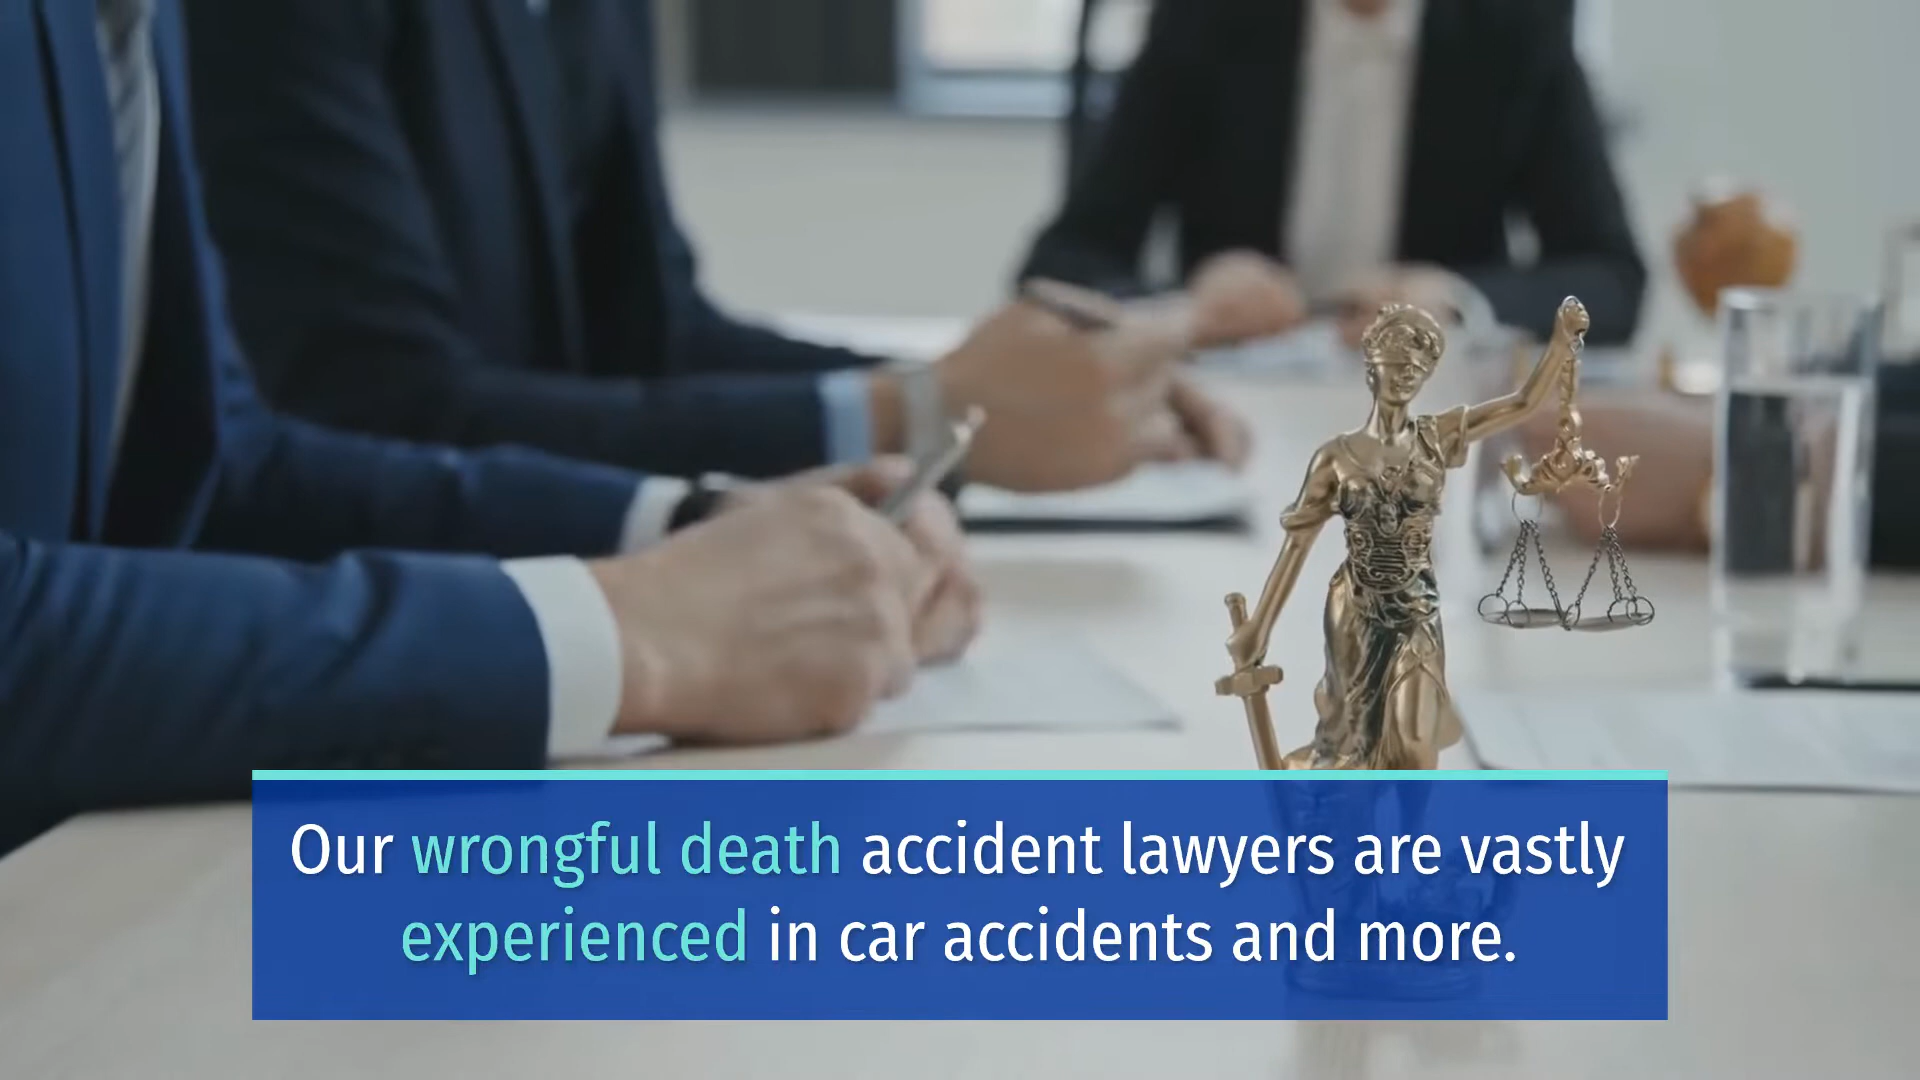 Our wrongful death accident lawyers are vastly
experienced in car accidents and more.